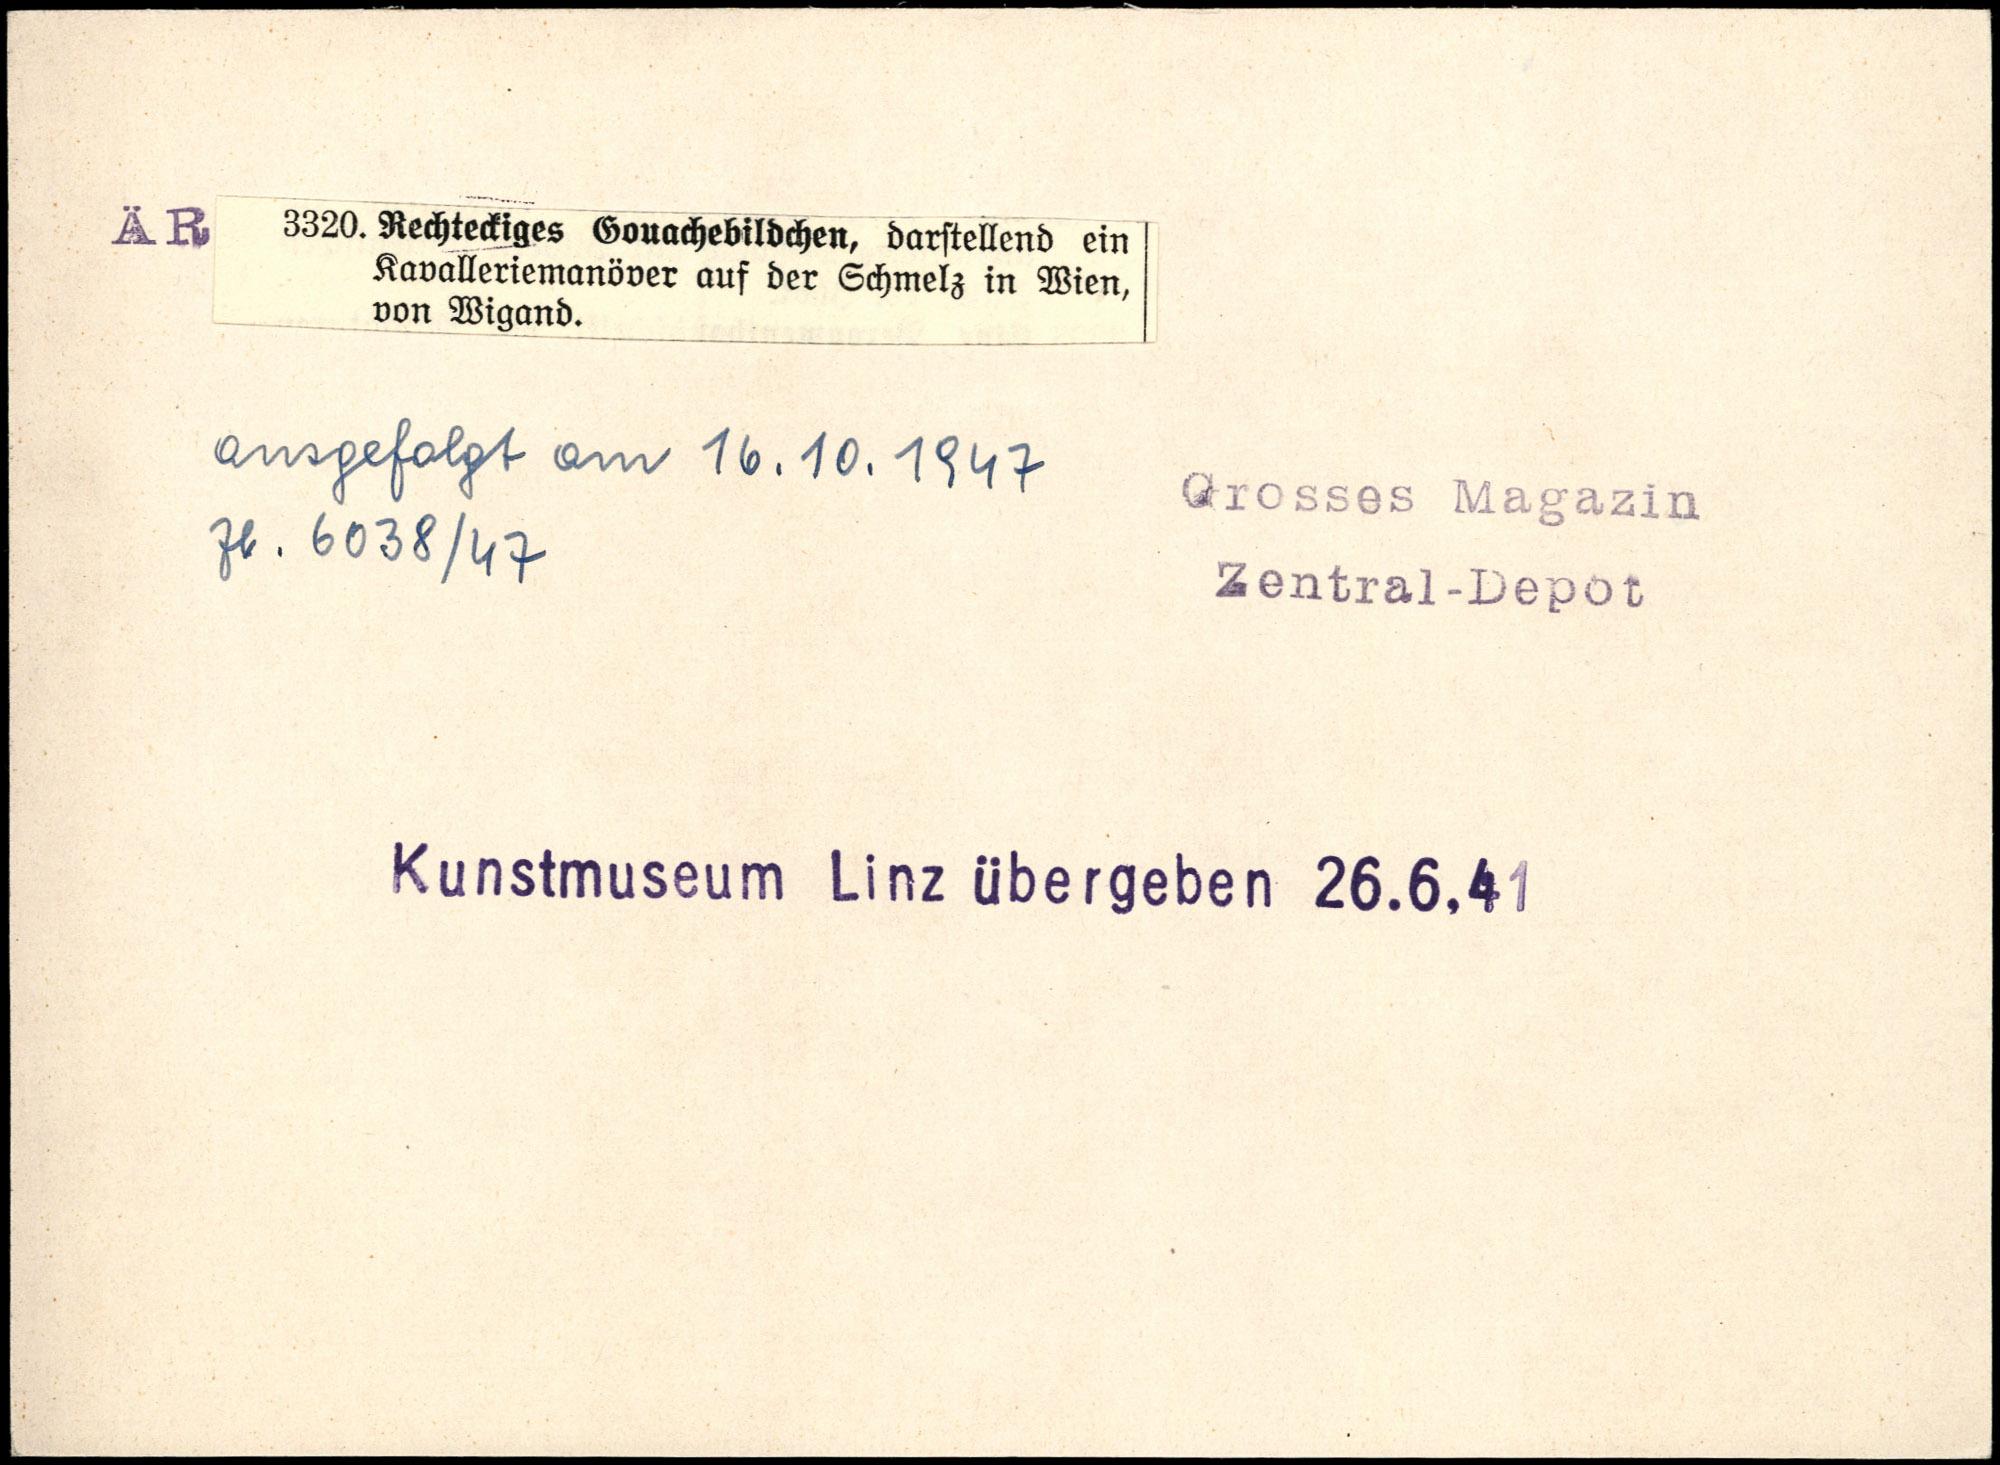 ÄR 3320. Rechteckiges Gouachebildchen, darstellend ein
Kavalleriemanöver auf der Schmelz in Wien,
von Wigand.
ausgefolgt am 16.10.1947
Zl. 6038/47
Grosses Magazin
Zentral-Depot
Kunstmuseum Linz übergeben 26.6.41